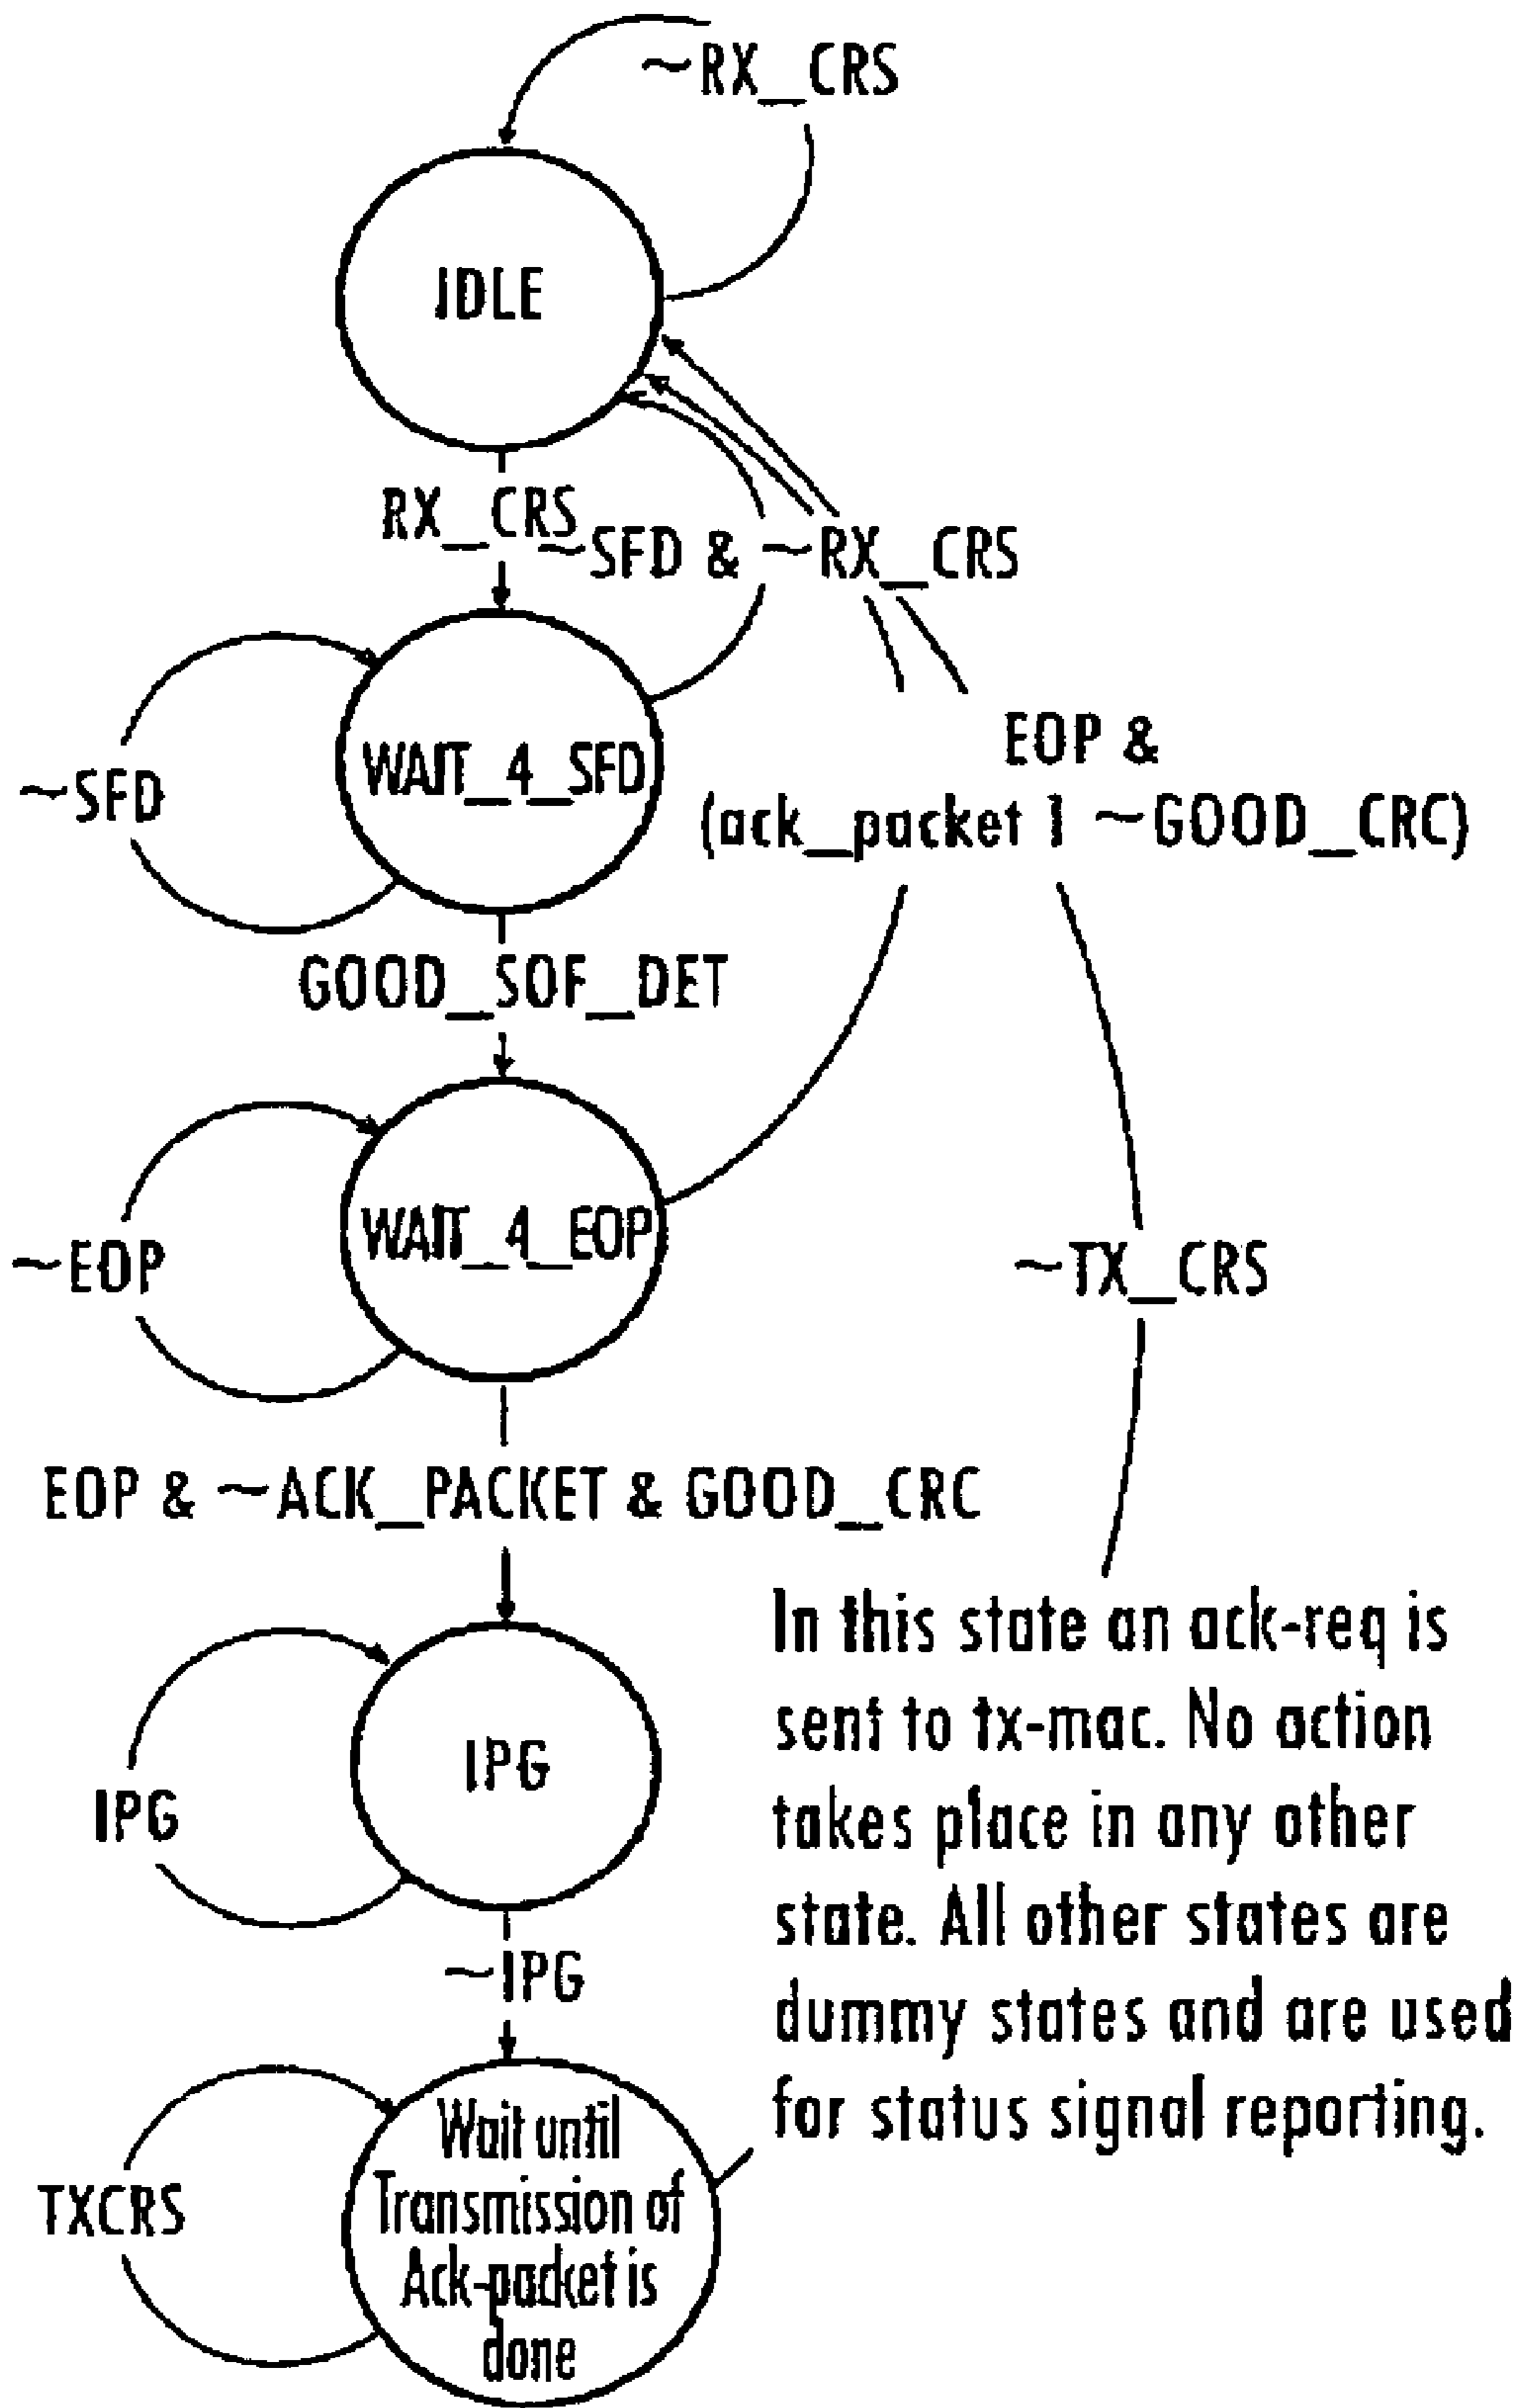 ~RX_CRS
IDLE
RX_CRS
~SFD & ~RX_CRS
~SFD
WAIT_4_SFD
EOP &
(ack_packet 1 ~GOOD_CRC)
GOOD_SOF_DET
~EOP
WAIT_4_EOP
~TX_CRS
EOP & ~ACK_PACKET & GOOD_CRC
IPG
IPG
~IPG
In this state an ack-req is
sent to tx-mac. No action
takes place in any other
state. All other states are
dummy states and are used
for status signal reporting.
TXCRS
Wait until
Transmission of
Ack-packet is
done